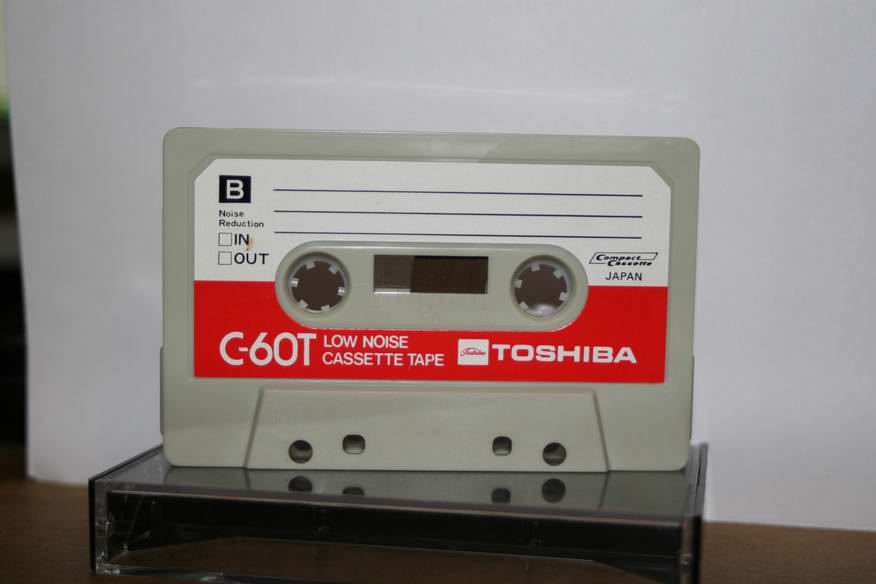 B
Noise
Reduction
IN
OUT
Compact
Cassette
JAPAN
C-60T LOW NOISE
CASSETTE TAPE
Toshiba TOSHIBA